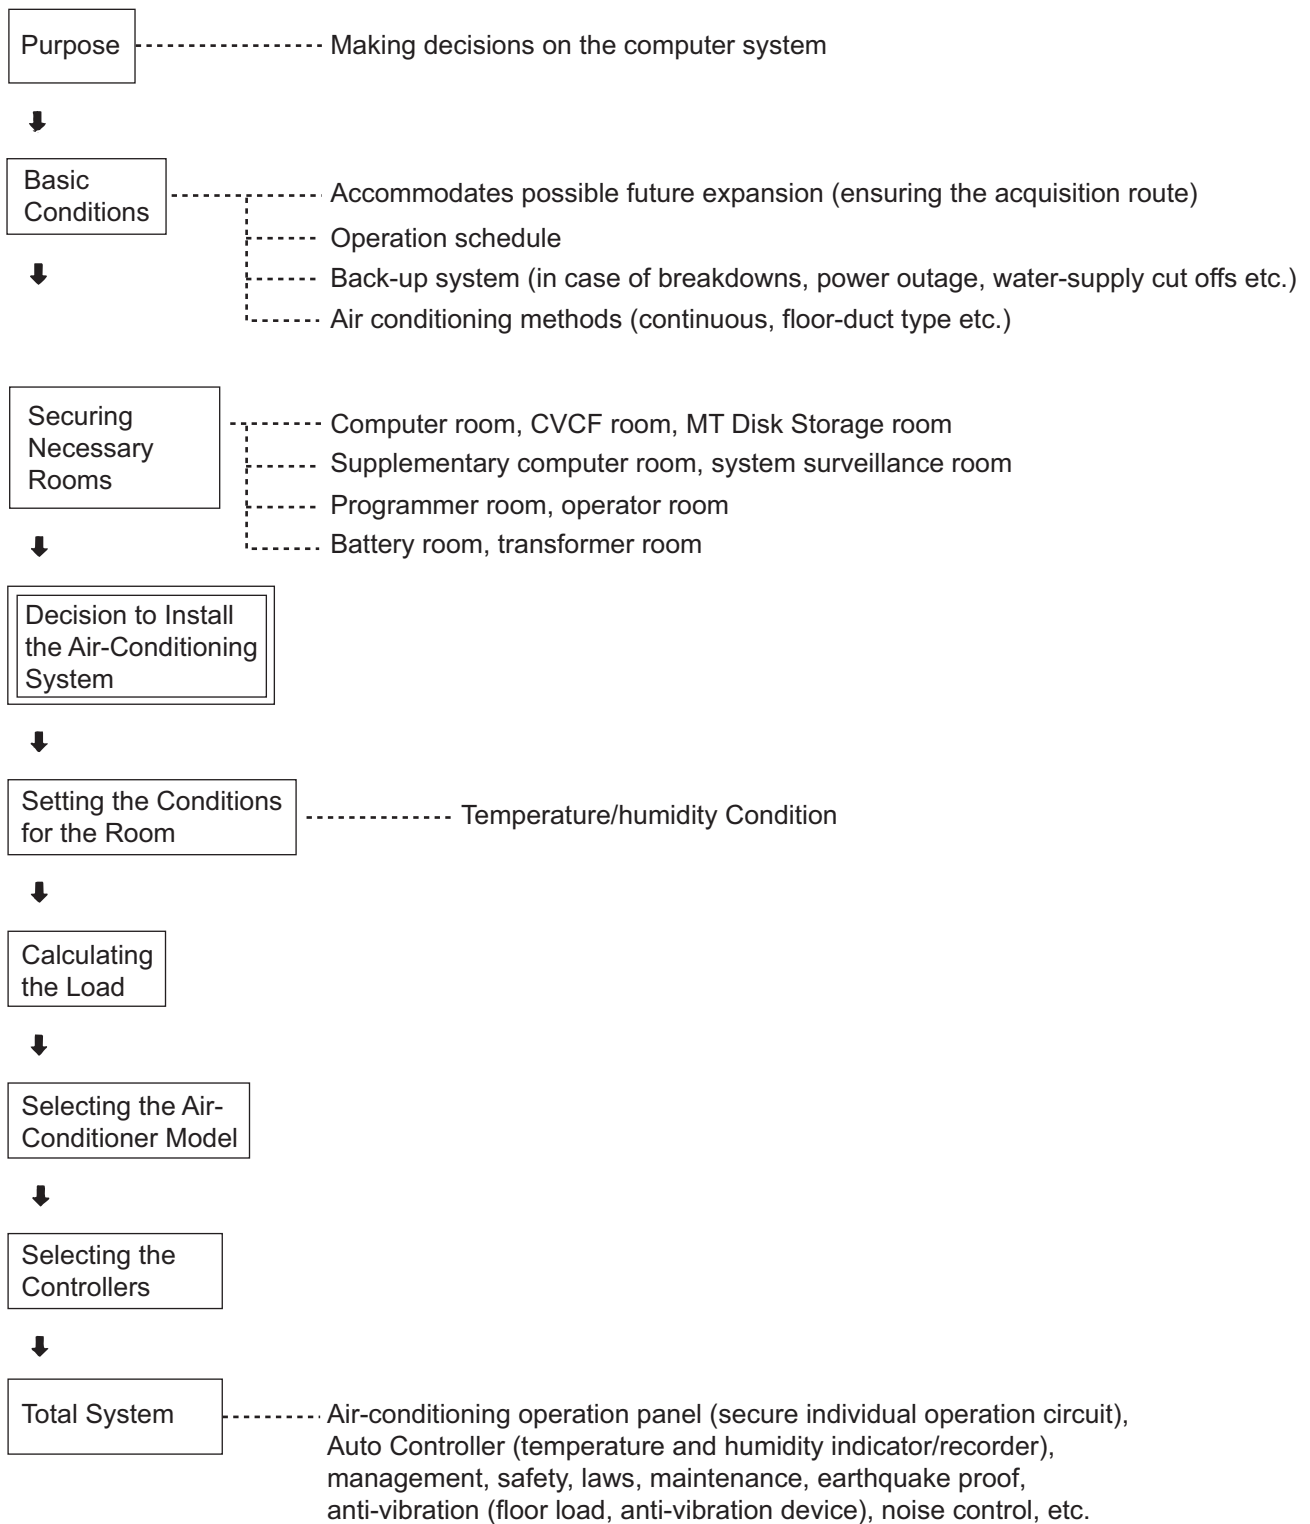 Purpose
Making decisions on the computer system
Basic
Conditions
Accommodates possible future expansion (ensuring the acquisition route)
Operation schedule
Back-up system (in case of breakdowns, power outage, water-supply cut offs etc.)
Air conditioning methods (continuous, floor-duct type etc.)
Securing
Necessary
Rooms
Computer room, CVCF room, MT Disk Storage room
Supplementary computer room, system surveillance room
Programmer room, operator room
Battery room, transformer room
Decision to Install
the Air-Conditioning
System
Setting the Conditions
for the Room
Temperature/humidity Condition
Calculating
the Load
Selecting the Air-
Conditioner Model
Selecting the
Controllers
Total System
Air-conditioning operation panel (secure individual operation circuit),
Auto Controller (temperature and humidity indicator/recorder),
management, safety, laws, maintenance, earthquake proof,
anti-vibration (floor load, anti-vibration device), noise control, etc.